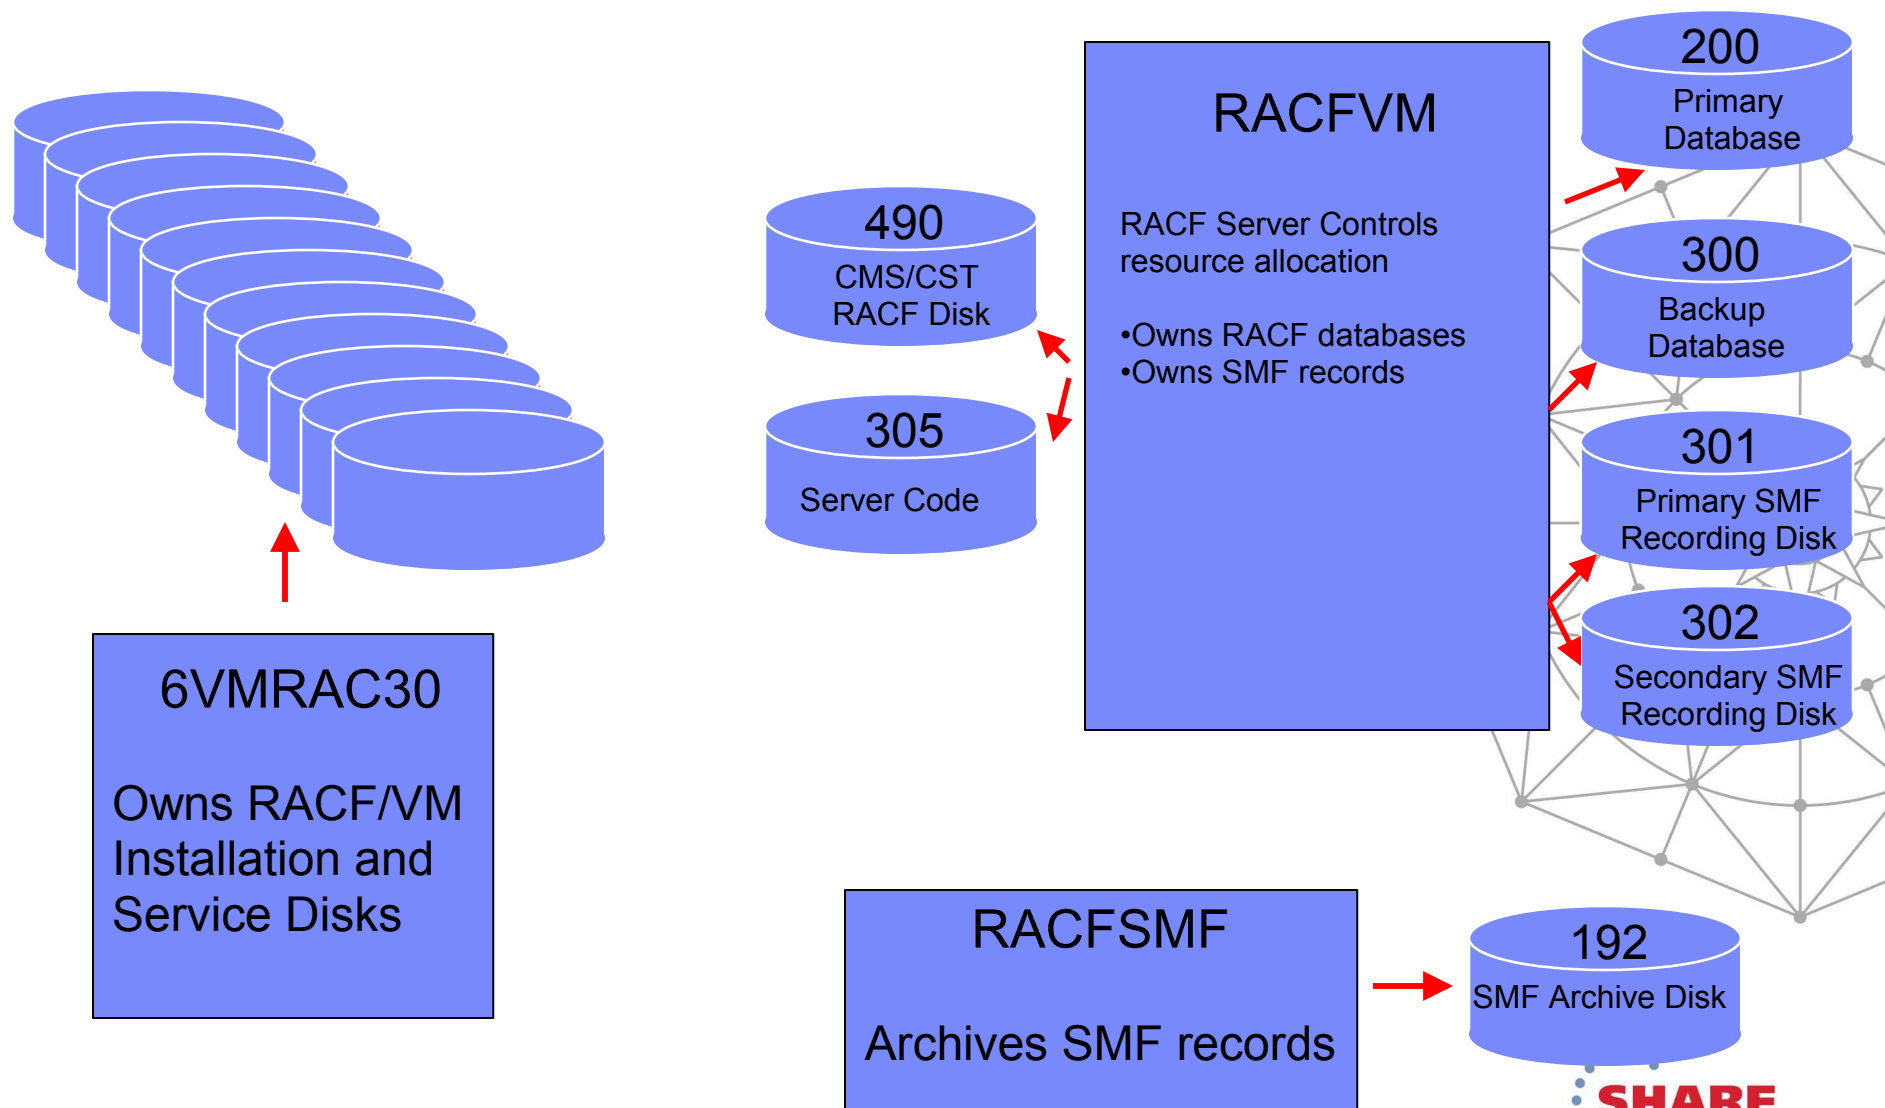 200
Primary
Database
RACFVM
490
CMS/CST
RACF Disk
RACF Server Controls
resource allocation
•Owns RACF databases
•Owns SMF records
300
Backup
Database
305
Server Code
301
Primary SMF
Recording Disk
302
Secondary SMF
Recording Disk
6VMRAC30
Owns RACF/VM
Installation and
Service Disks
RACFSMF
Archives SMF records
192
SMF Archive Disk
SHARE